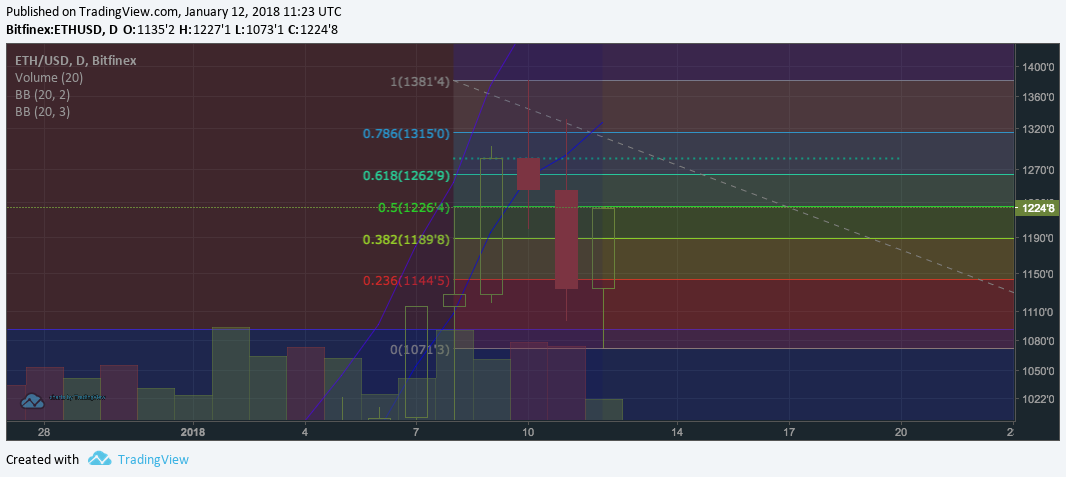 Published on TradingView.com, January 12, 2018 11:23 UTC
Bitfinex:ETHUSD, D O:1135'2 H:1227'1 L:1073'1 C:1224'8
ETH/USD, D, Bitfinex
Volume (20)
BB (20, 2)
BB (20, 3)
1(1381'4)
0.786(1315'0)
0.618(1262'9)
0.5(1226'4)
0.382(1189'8)
0.236(1144'5)
0(1071'3)
1400'0
1360'0
1320'0
1270'0
1224'8
1190'0
1150'0
1110'0
1080'0
1050'0
1022'0
28 2018 4 7 10 14 17 20 2
Created with TradingView